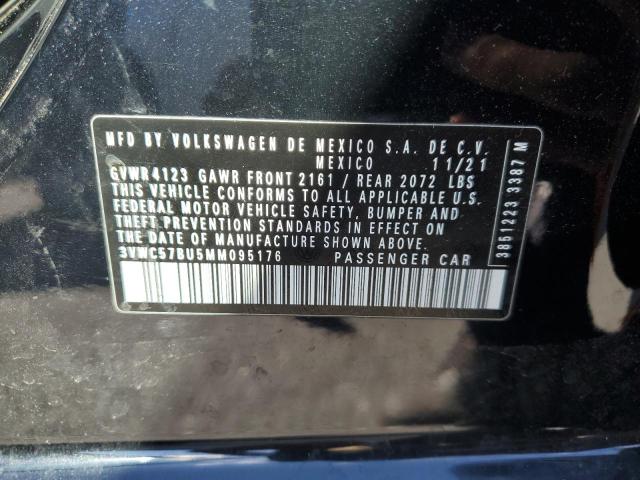 MFD BY VOLKSWAGEN DE MEXICO S.A. DE C.V.
MEXICO 11/21
GVWR4123 GAWR FRONT 2161 / REAR 2072 LBS
THIS VEHICLE CONFORMS TO ALL APPLICABLE U.S.
FEDERAL MOTOR VEHICLE SAFETY, BUMPER AND
THEFT PREVENTION STANDARDS IN EFFECT ON
THE DATE OF MANUFACTURE SHOWN ABOVE.
3VWC57BU5MM095176 PASSENGER CAR
3851223 3387 M